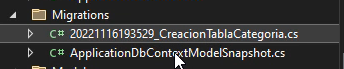 Migrations
C# 20221116193529_CreacionTablaCategoria.cs
C# ApplicationDbContextModelSnapshot.cs